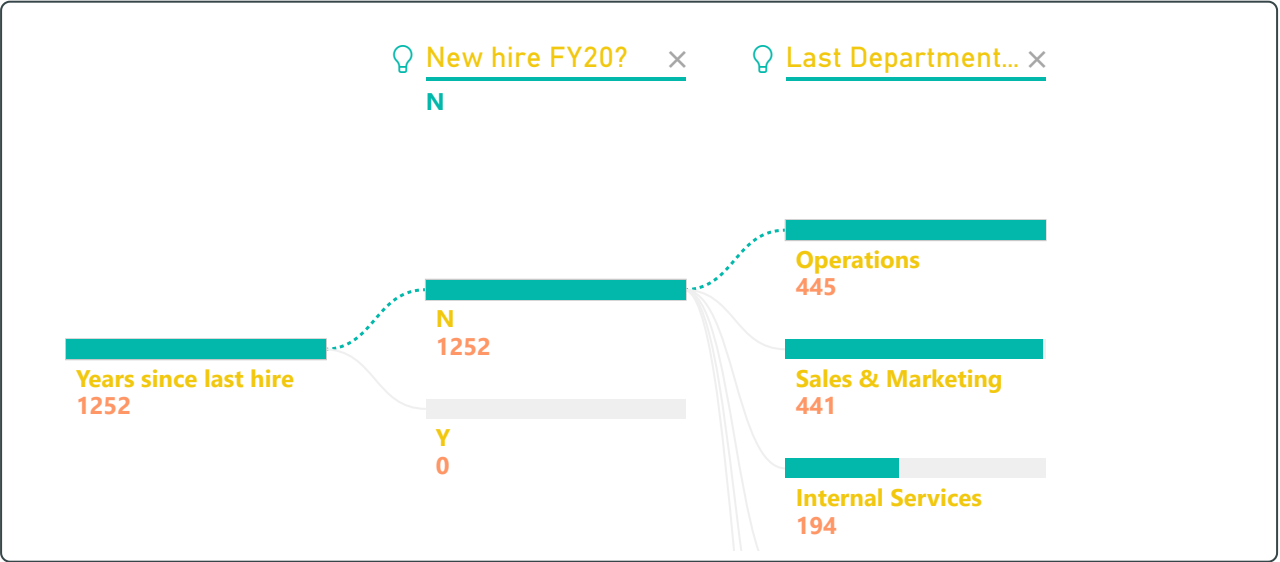 New hire FY20?
Last Department...
N
Operations
445
N
1252
Years since last hire
1252
Sales & Marketing
441
Y
0
Internal Services
194